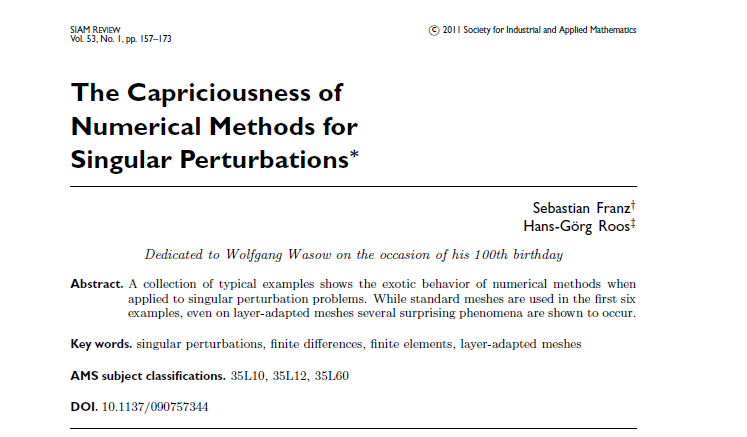 SIAM REVIEW
Vol. 53, No. 1, pp. 157–173
© 2011 Society for Industrial and Applied Mathematics
The Capriciousness of
Numerical Methods for
Singular Perturbations*
Sebastian Franz†
Hans-Görg Roos‡
Dedicated to Wolfgang Wasow on the occasion of his 100th birthday
Abstract. A collection of typical examples shows the exotic behavior of numerical methods when
applied to singular perturbation problems. While standard meshes are used in the first six
examples, even on layer-adapted meshes several surprising phenomena are shown to occur.
Key words. singular perturbations, finite differences, finite elements, layer-adapted meshes
AMS subject classifications. 35L10, 35L12, 35L60
DOI. 10.1137/090757344